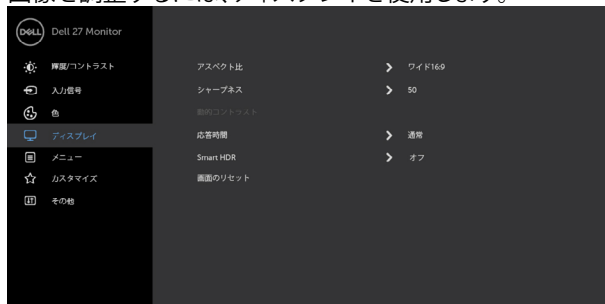 画像を調整するには、ディスプレイを使用します。
DELL Dell 27 Monitor
輝度/コントラスト
アスペクト比 ワイド16:9
入力信号
シャープネス 50
色
動的コントラスト
ディスプレイ
応答時間 通常
メニュー
Smart HDR オフ
カスタマイズ
画面のリセット
その他